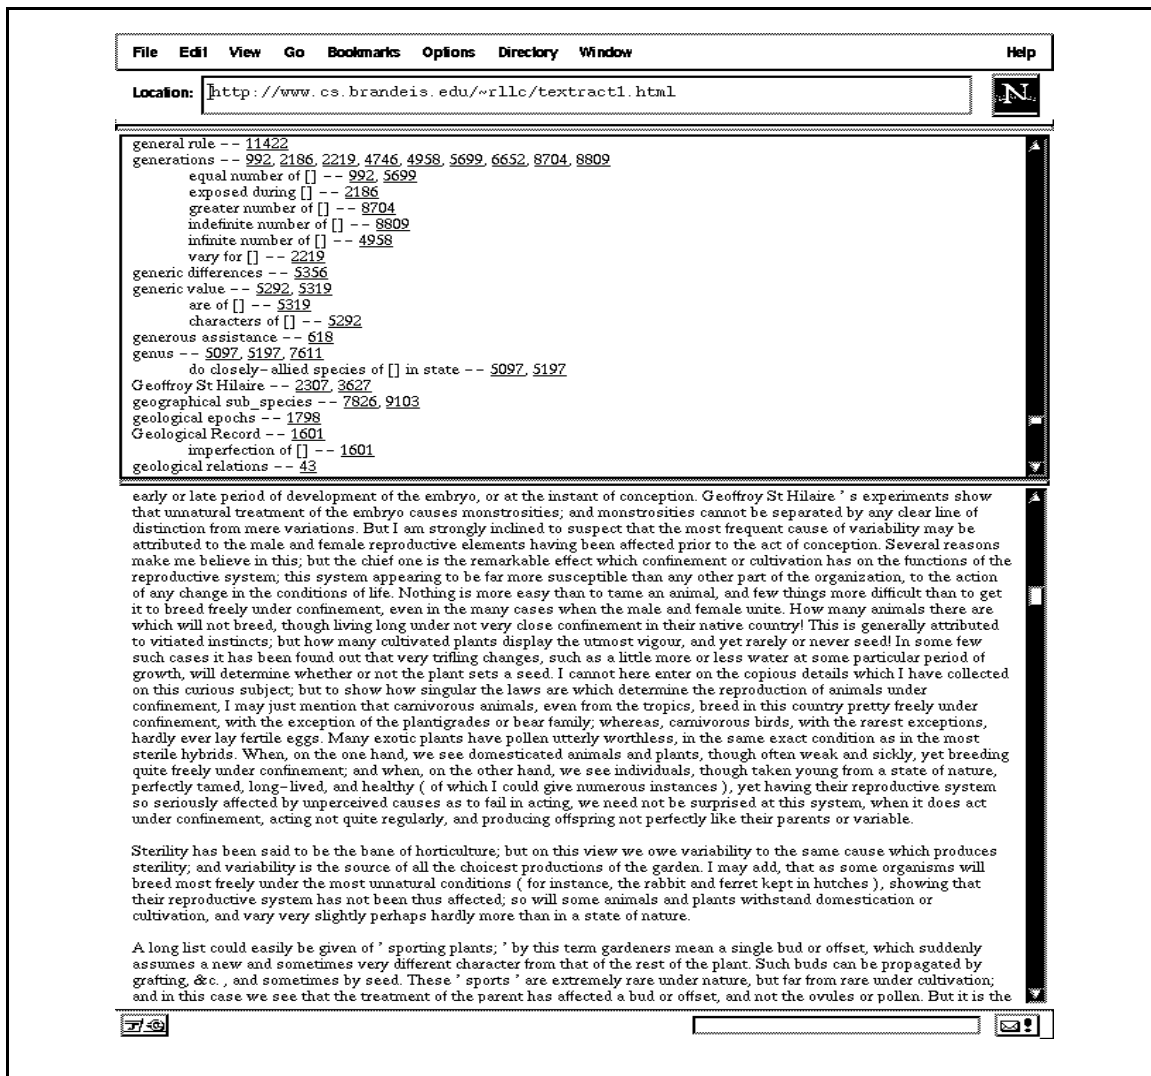 File Edit View Go Bookmarks Options Directory Window Help
Location: http://www.cs.brandeis.edu/~rllc/textract1.html
N
general rule -- 11422
generations -- 992, 2186, 2219, 4746, 4958, 5699, 6652, 8704, 8809
equal number of [] -- 992, 5699
exposed during [] -- 2186
greater number of [] -- 8704
indefinite number of [] -- 8809
infinite number of [] -- 4958
vary for [] -- 2219
generic differences -- 5356
generic value -- 5292, 5319
are of [] -- 5319
characters of [] -- 5292
generous assistance -- 618
genus -- 5097, 5197, 7611
do closely-allied species of [] in state -- 5097, 5197
Geoffroy St Hilaire -- 2307, 3627
geographical sub_species -- 7826, 9103
geological epochs -- 1798
Geological Record -- 1601
imperfection of [] -- 1601
geological relations -- 43
early or late period of development of the embryo, or at the instant of conception. Geoffroy St Hilaire ' s experiments show
that unnatural treatment of the embryo causes monstrosities; and monstrosities cannot be separated by any clear line of
distinction from mere variations. But I am strongly inclined to suspect that the most frequent cause of variability may be
attributed to the male and female reproductive elements having been affected prior to the act of conception. Several reasons
make me believe in this; but the chief one is the remarkable effect which confinement or cultivation has on the functions of the
reproductive system; this system appearing to be far more susceptible than any other part of the organization, to the action
of any change in the conditions of life. Nothing is more easy than to tame an animal, and few things more difficult than to get
it to breed freely under confinement, even in the many cases when the male and female unite. How many animals there are
which will not breed, though living long under not very close confinement in their native country! This is generally attributed
to vitiated instincts; but how many cultivated plants display the utmost vigour, and yet rarely or never seed! In some few
such cases it has been found out that very trifling changes, such as a little more or less water at some particular period of
growth, will determine whether or not the plant sets a seed. I cannot here enter on the copious details which I have collected
on this curious subject; but to show how singular the laws are which determine the reproduction of animals under
confinement, I may just mention that carnivorous animals, even from the tropics, breed in this country pretty freely under
confinement, with the exception of the plantigrades or bear family; whereas, carnivorous birds, with the rarest exceptions,
hardly ever lay fertile eggs. Many exotic plants have pollen utterly worthless, in the same exact condition as in the most
sterile hybrids. When, on the one hand, we see domesticated animals and plants, though often weak and sickly, yet breeding
quite freely under confinement; and when, on the other hand, we see individuals, though taken young from a state of nature,
perfectly tamed, long-lived, and healthy ( of which I could give numerous instances ), yet having their reproductive system
so seriously affected by unperceived causes as to fail in acting, we need not be surprised at this system, when it does act
under confinement, acting not quite regularly, and producing offspring not perfectly like their parents or variable.
Sterility has been said to be the bane of horticulture; but on this view we owe variability to the same cause which produces
sterility; and variability is the source of all the choicest productions of the garden. I may add, that as some organisms will
breed most freely under the most unnatural conditions ( for instance, the rabbit and ferret kept in hutches ), showing that
their reproductive system has not been thus affected; so will some animals and plants withstand domestication or
cultivation, and vary very slightly perhaps hardly more than in a state of nature.
A long list could easily be given of ' sporting plants; ' by this term gardeners mean a single bud or offset, which suddenly
assumes a new and sometimes very different character from that of the rest of the plant. Such buds can be propagated by
grafting, &c. , and sometimes by seed. These ' sports ' are extremely rare under nature, but far from rare under cultivation;
and in this case we see that the treatment of the parent has affected a bud or offset, and not the ovules or pollen. But it is the